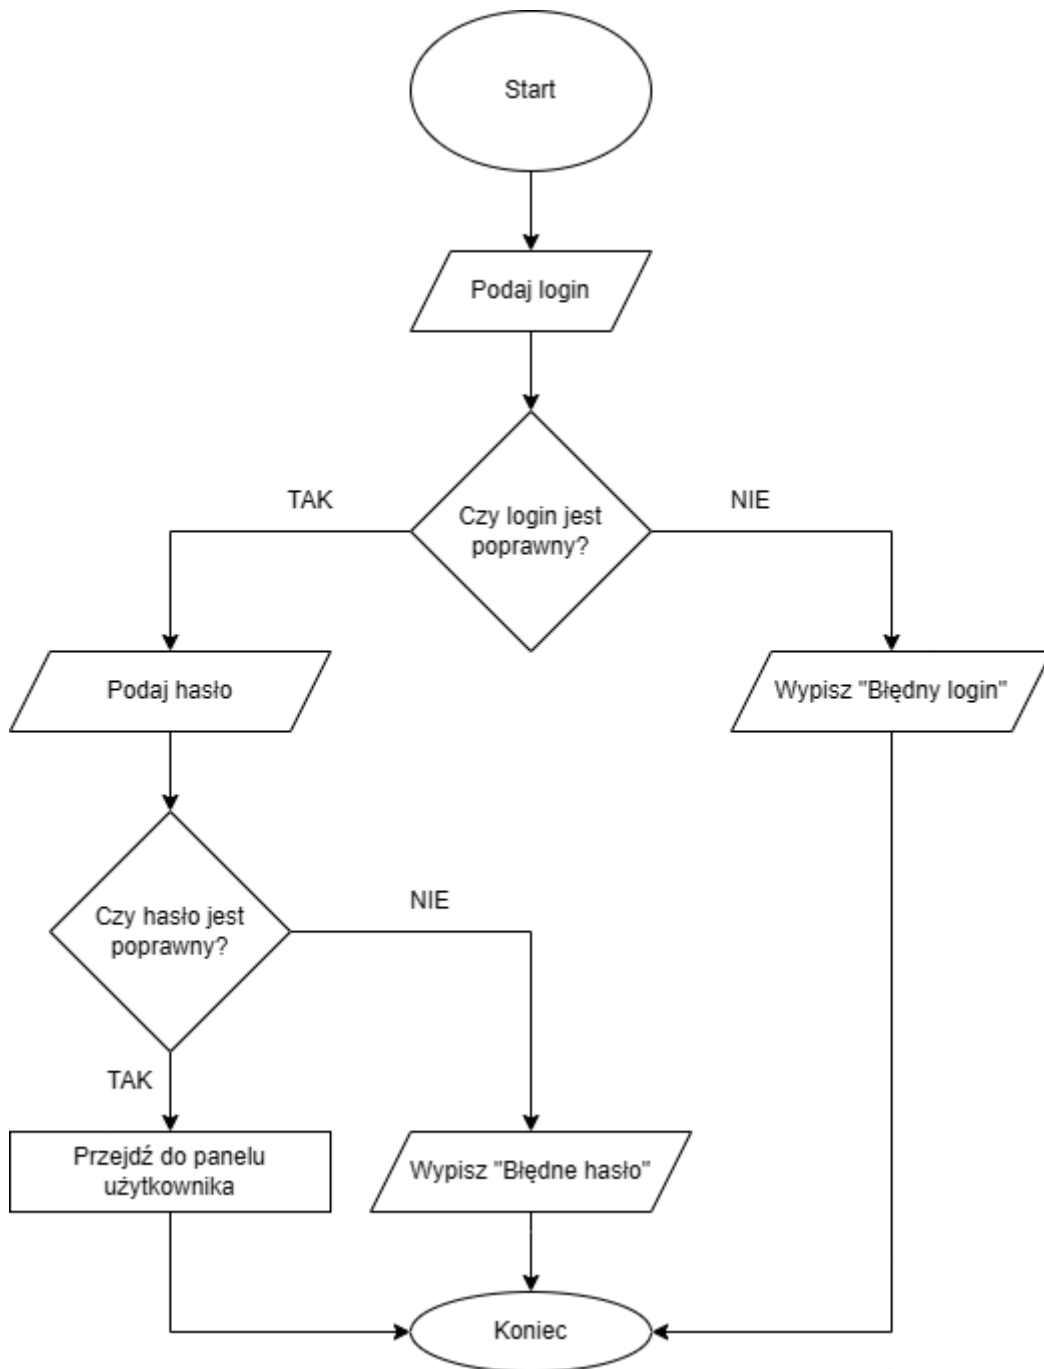 Start
Podaj login
TAK
NIE
Czy login jest
poprawny?
Podaj hasło
Wypisz "Błędny login"
NIE
Czy hasło jest
poprawny?
TAK
Przejdź do panelu
użytkownika
Wypisz "Błędne hasło"
Koniec